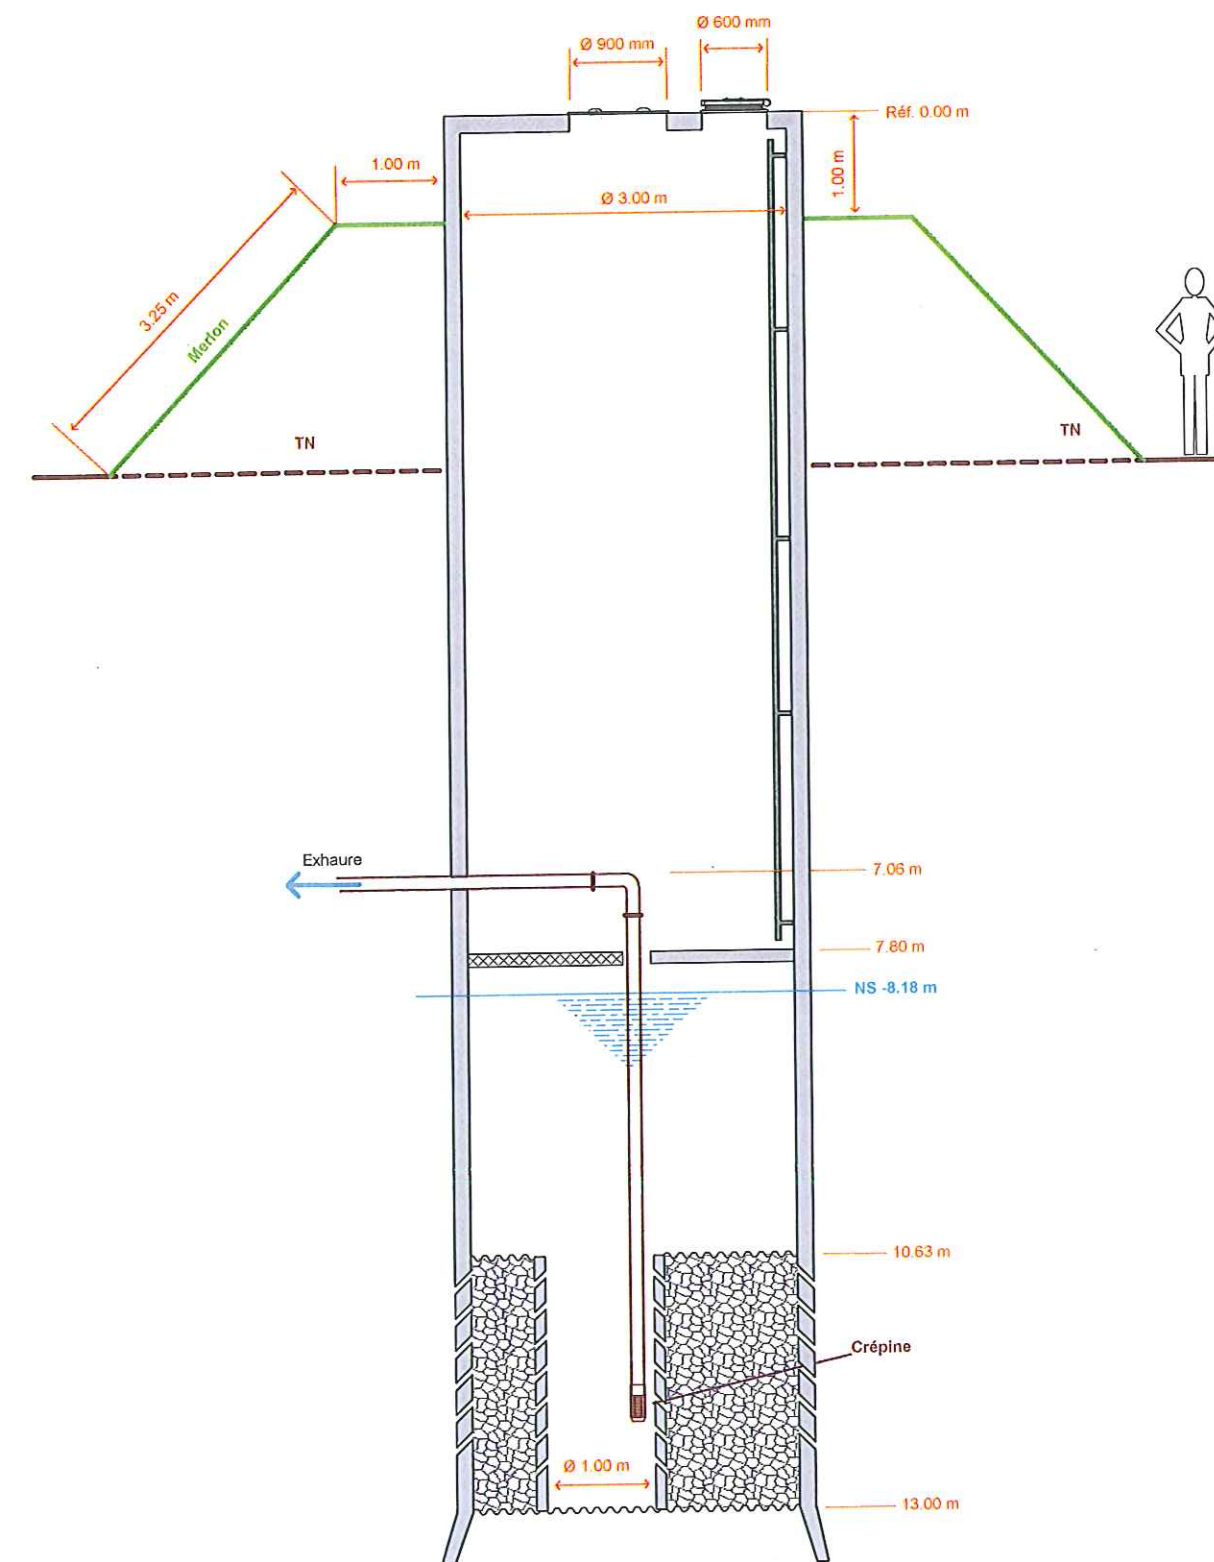 Ø 600 mm
Ø 900 mm
Réf. 0.00 m
1.00 m
1.00 m
Ø 3.00 m
3.25 m
Merlon
TN
TN
Exhaure
7.06 m
7.80 m
NS -8.18 m
10.63 m
Crépine
Ø 1.00 m
13.00 m